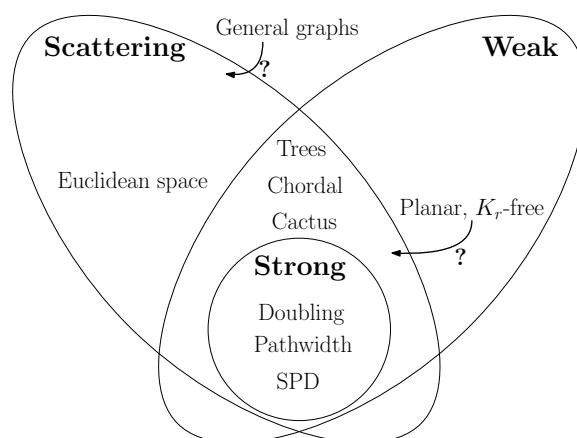 General graphs
Scattering
Weak
?
Trees
Euclidean space
Chordal
Planar, K_r-free
Cactus
?
Strong
Doubling
Pathwidth
SPD